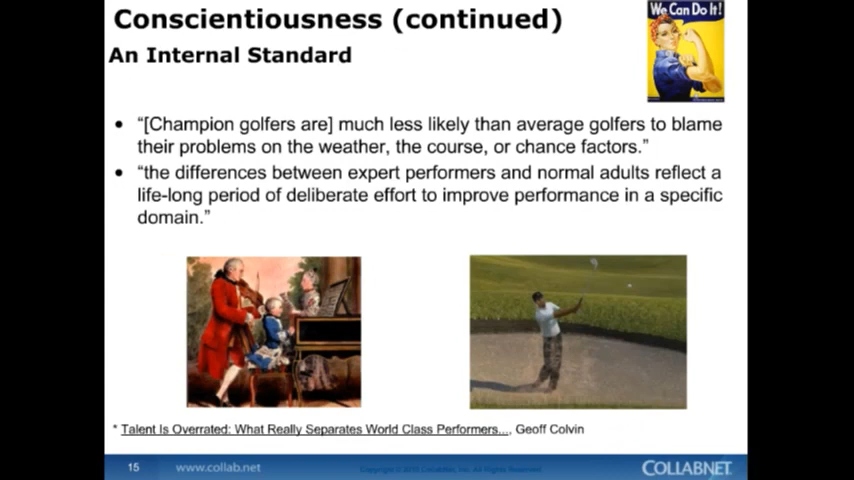 Conscientiousness (continued)
An Internal Standard
We Can Do It!
• “[Champion golfers are] much less likely than average golfers to blame
their problems on the weather, the course, or chance factors.”
• “the differences between expert performers and normal adults reflect a
life-long period of deliberate effort to improve performance in a specific
domain.”
* Talent Is Overrated: What Really Separates World Class Performers..., Geoff Colvin
15 www.collab.net Copyright © CollabNet, Inc. All Rights Reserved. COLLABNET